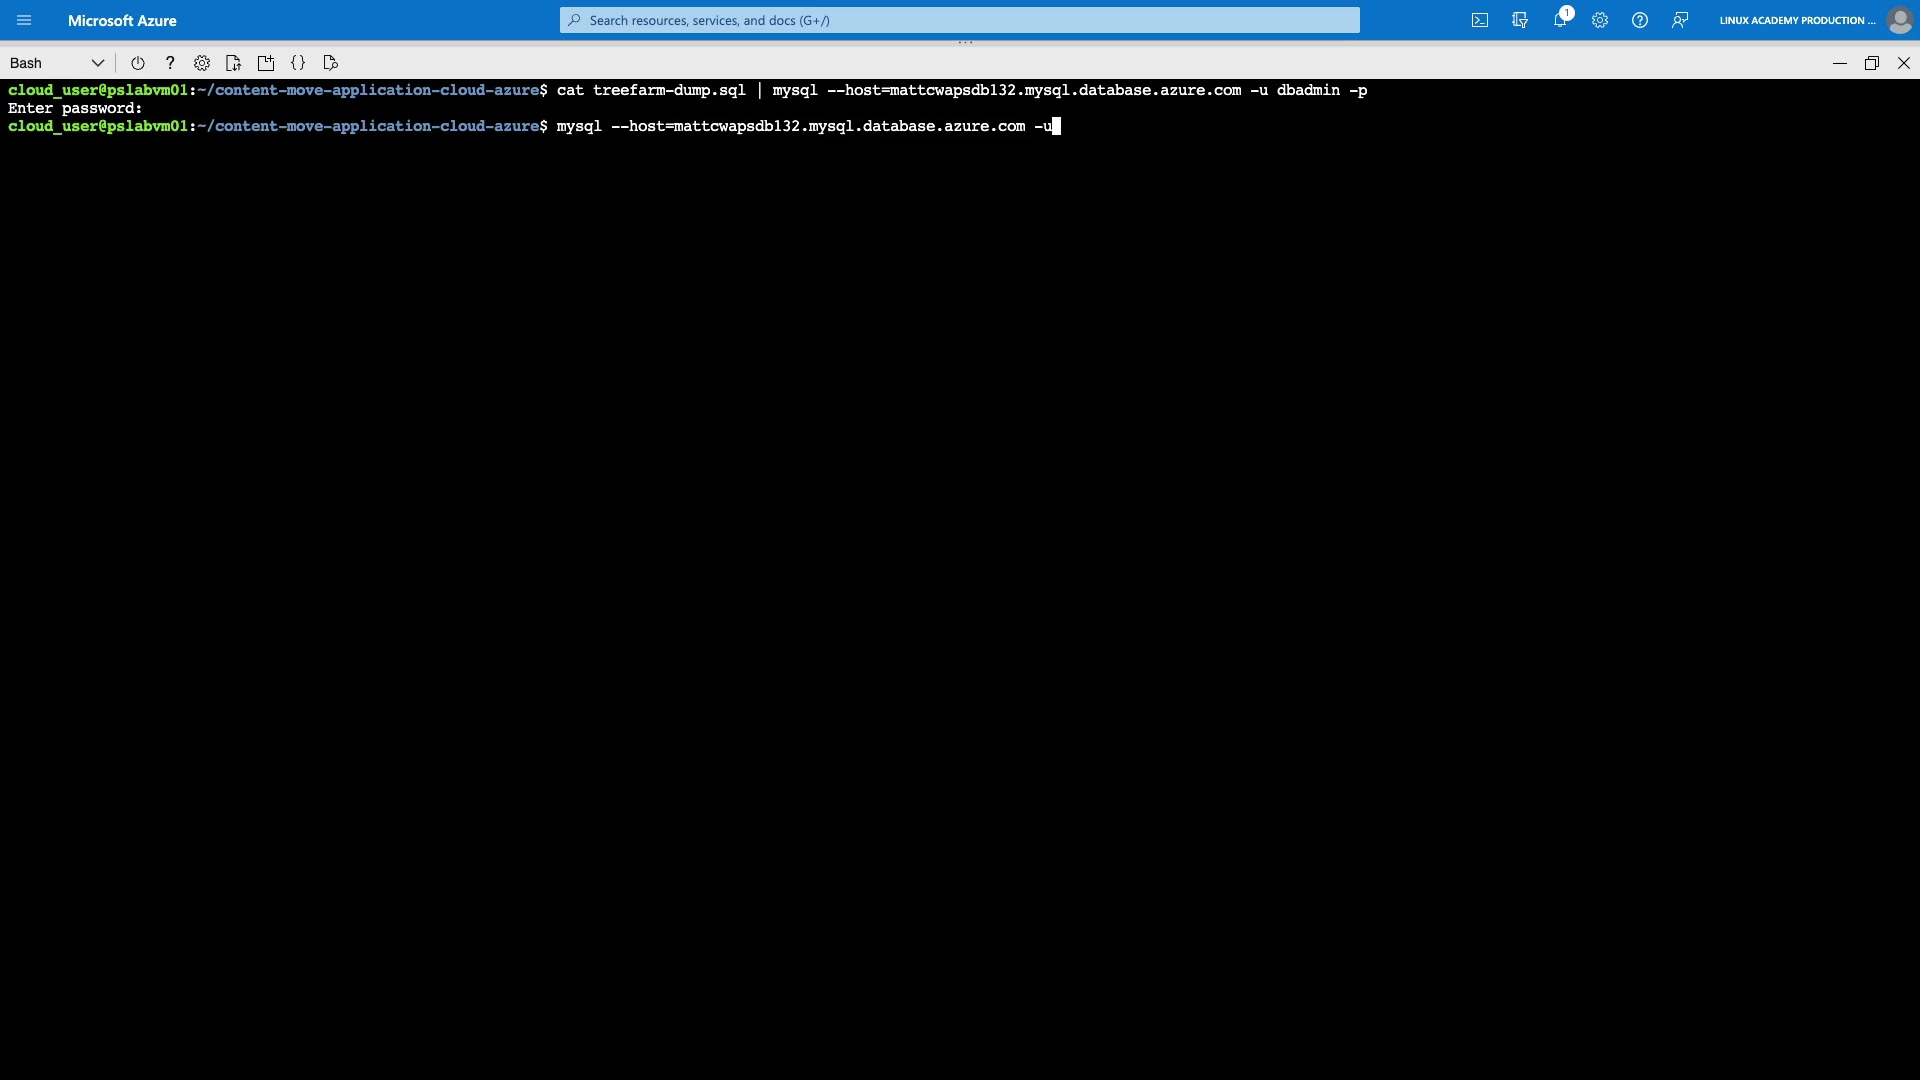 Microsoft Azure
Search resources, services, and docs (G+/)
1
LINUX ACADEMY PRODUCTION ...
Bash
cloud_user@pslabvm01:~/content-move-application-cloud-azure$ cat treefarm-dump.sql | mysql --host=mattcwapsdb132.mysql.database.azure.com -u dbadmin -p
Enter password:
cloud_user@pslabvm01:~/content-move-application-cloud-azure$ mysql --host=mattcwapsdb132.mysql.database.azure.com -u